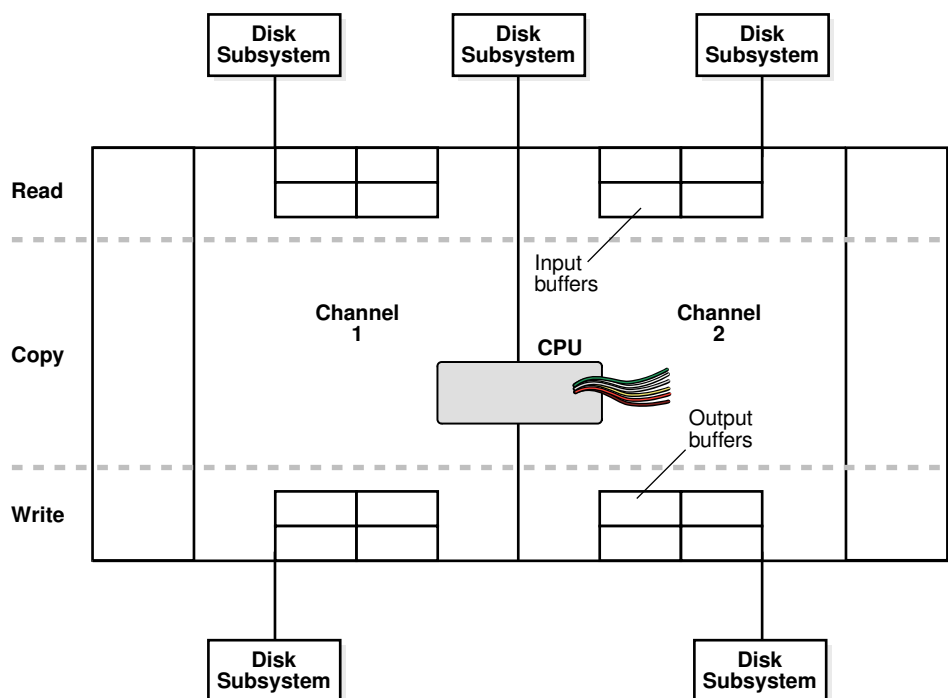 Disk
Subsystem
Disk
Subsystem
Disk
Subsystem
Read
Input
buffers
Channel
1
Channel
2
Copy
CPU
Output
buffers
Write
Disk
Subsystem
Disk
Subsystem